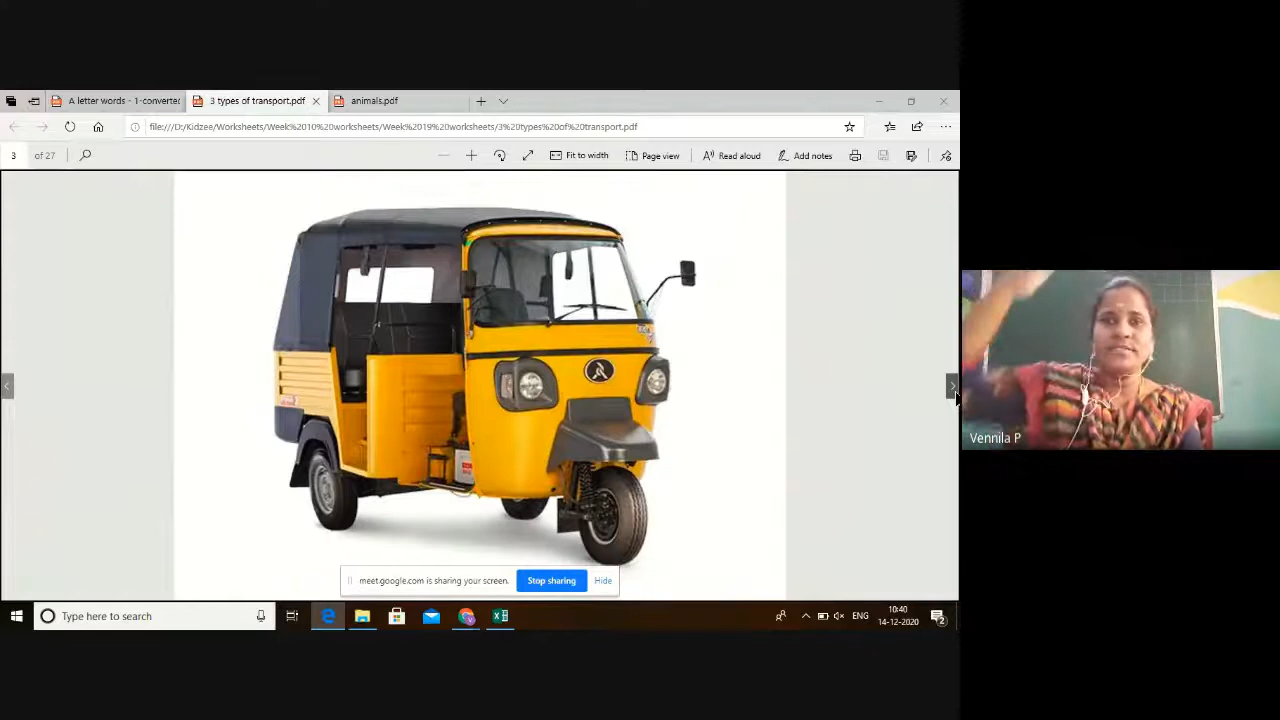 A letter words - 1-converted
3 types of transport.pdf
animals.pdf
file:///D:/Kidzee/Worksheets/Week%2010%20worksheets/Week%2019%20worksheets/3%20types%20of%20transport.pdf
3 of 27
Fit to width
Page view
Read aloud
Add notes
Vennila P
meet.google.com is sharing your screen.
Stop sharing
Hide
Type here to search
ENG
10:40
14-12-2020
2